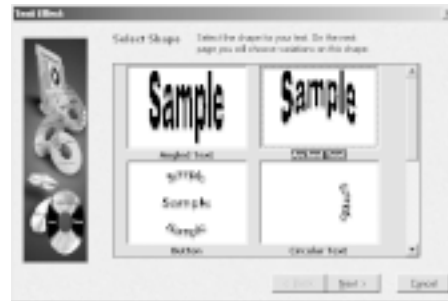 Text Effect
Select Shape
Select the shape for your text. On the next
page you will choose variations on this shape.
Sample
Sample
Angled Text
Sample
Button
Circular Text
< Back
Next >
Cancel